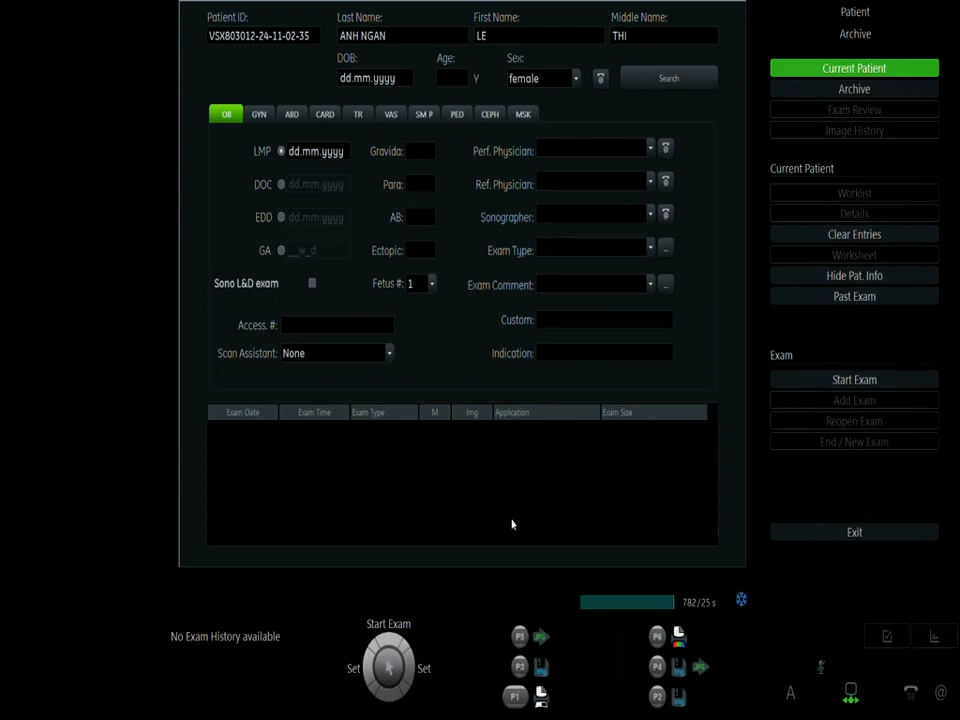 Patient ID: Last Name: First Name: Middle Name:
VSX803012-24-11-02-35 ANH NGAN LE THI
DOB: Age: Sex:
dd.mm.yyyy Y female Search
OB GYN ABD CARD TR VAS SM P PED CEPH MSK
LMP dd.mm.yyyy Gravida: Perf. Physician:
DOC dd.mm.yyyy Para: Ref. Physician:
EDD dd.mm.yyyy AB: Sonographer:
GA __w_d Ectopic: Exam Type: ...
Sono L&D exam Fetus #: 1 Exam Comment: ...
Access. #: Custom:
Scan Assistant: None Indication:
Exam Date Exam Time Exam Type M Img Application Exam Size
Patient
Archive
Current Patient
Archive
Exam Review
Image History
Current Patient
Worklist
Details
Clear Entries
Worksheet
Hide Pat. Info
Past Exam
Exam
Start Exam
Add Exam
Reopen Exam
End / New Exam
Exit
782/25 s
No Exam History available
Start Exam
Set Set
P5 JPG P6
P3 img P4 img JPG
P1 P2 img
A @